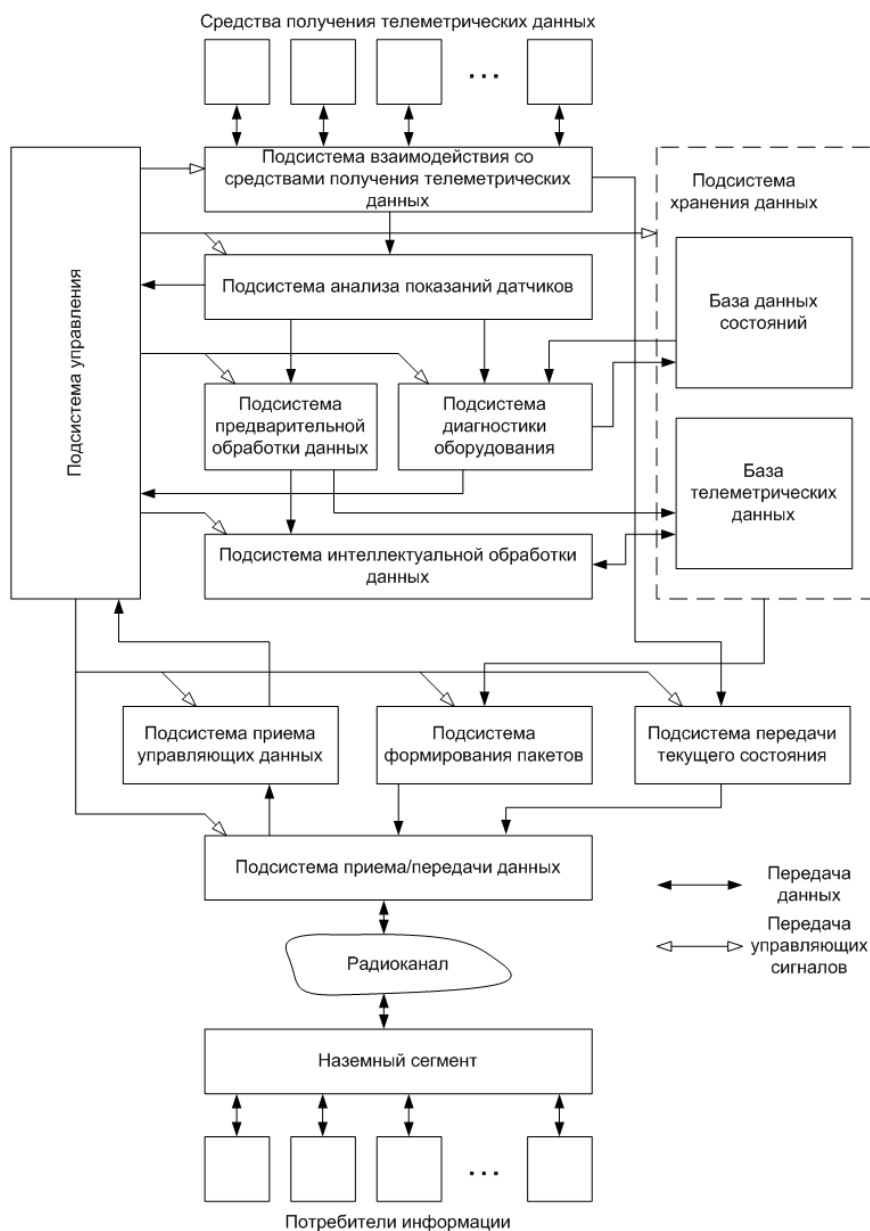 Средства получения телеметрических данных
...
Подсистема взаимодействия со
средствами получения телеметрических
данных
Подсистема
хранения данных
Подсистема управления
Подсистема анализа показаний датчиков
База данных
состояний
Подсистема
предварительной
обработки данных
Подсистема
диагностики
оборудования
База
телеметрических
данных
Подсистема интеллектуальной обработки
данных
Подсистема приема
управляющих данных
Подсистема
формирования пакетов
Подсистема передачи
текущего состояния
Подсистема приема/передачи данных
Передача
данных
Передача
управляющих
сигналов
Радиоканал
Наземный сегмент
...
Потребители информации